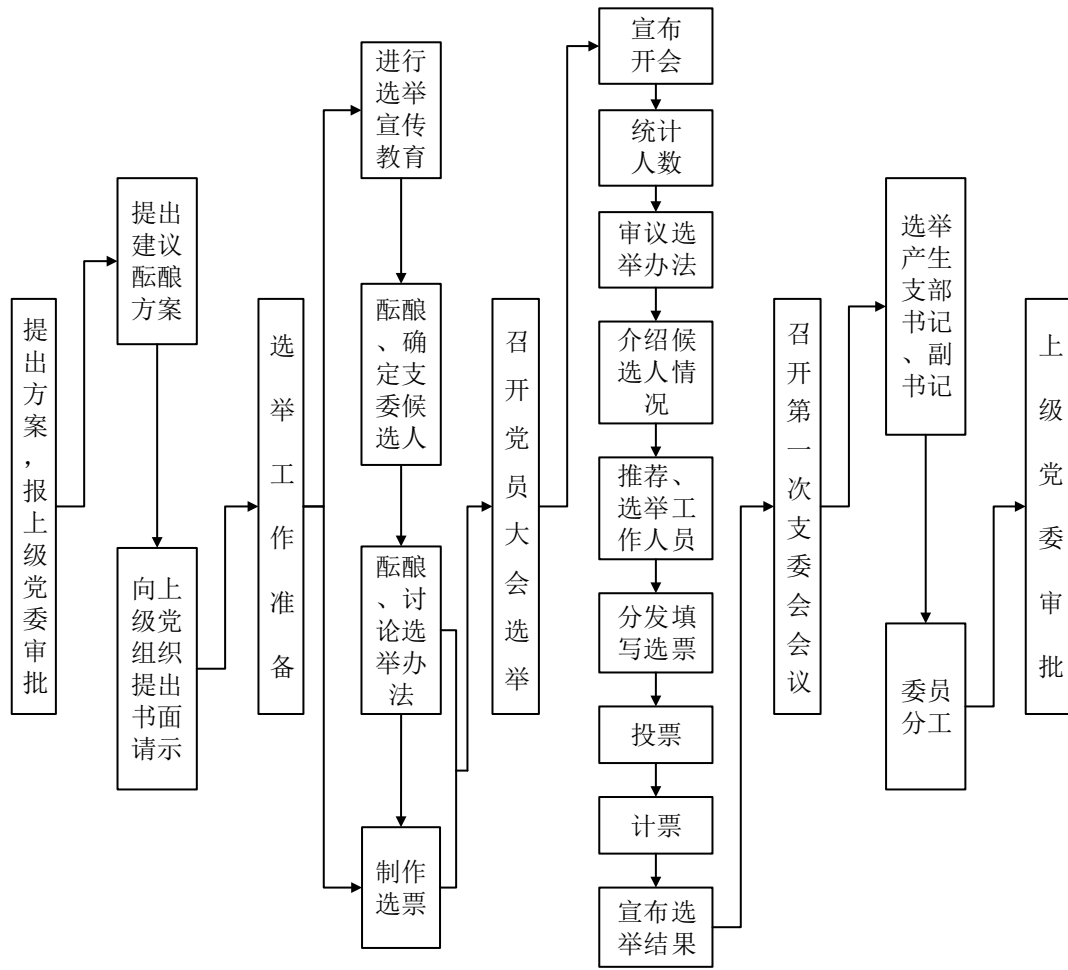 提出方案，报上级党委审批
提出
建议
酝酿
方案
向上
级党
组织
提出
书面
请示
选举工作准备
进行
选举
宣传
教育
酝酿
、确
定支
委候
选人
酝酿
、讨
论选
举办
法
制作
选票
召开党员大会选举
宣布
开会
统计
人数
审议选
举办法
介绍候
选人情
况
推荐、
选举工
作人员
分发填
写选票
投票
计票
宣布选
举结果
召开第一次支委会会议
选举
产生
支部
书记
、副
书记
委员
分工
上级党委审批